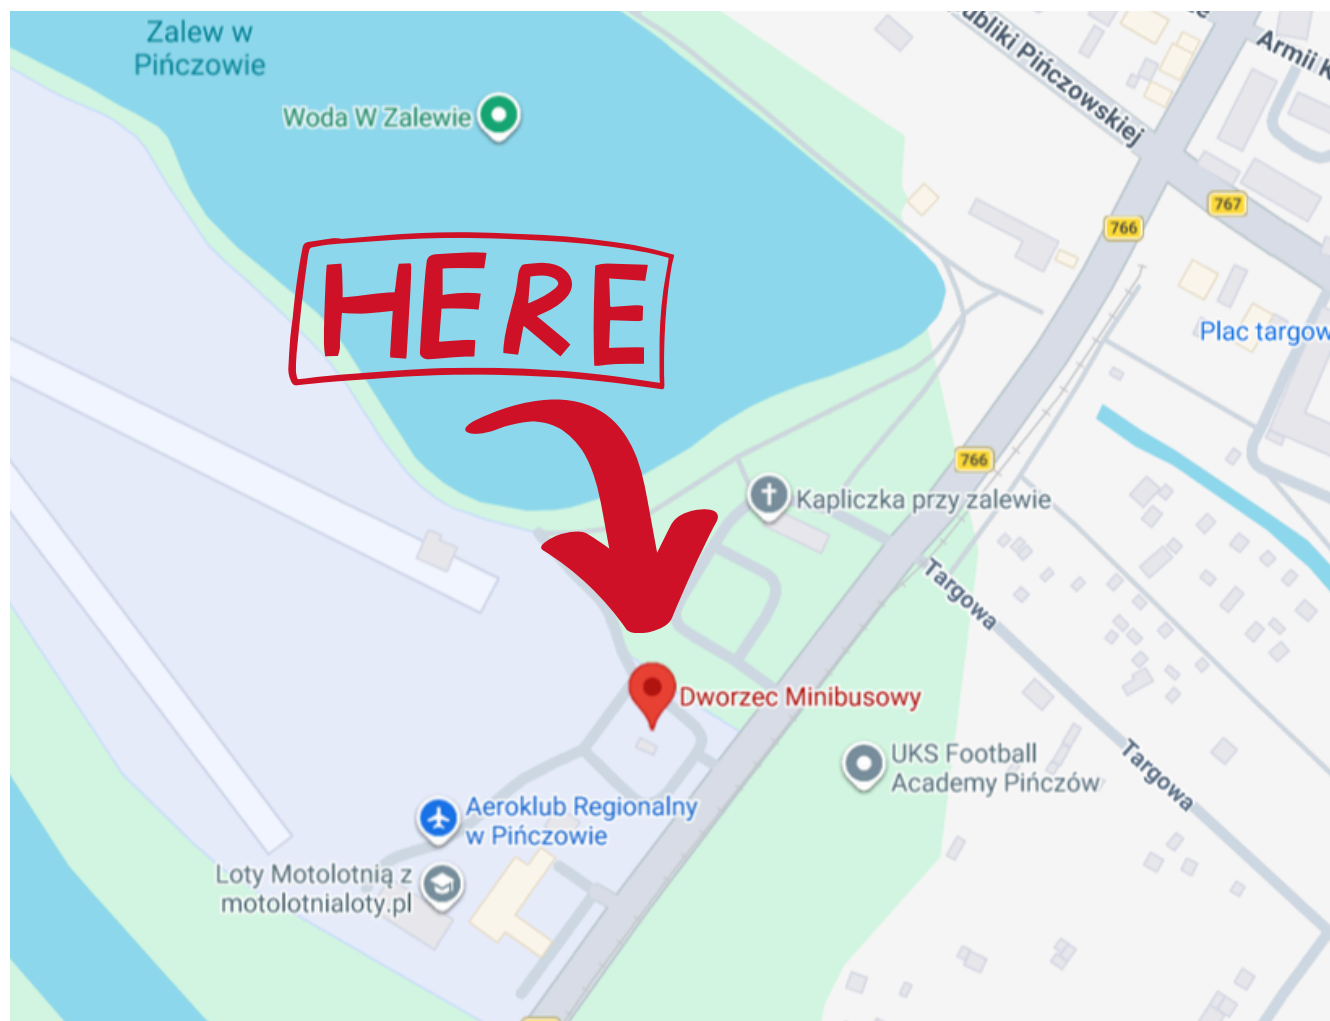 Zalew w
Pińczowie
Woda W Zalewie
ubliki Pińczowskiej
Armii K
767
766
HERE
Plac targow
766
Kapliczka przy zalewie
Targowa
Dworzec Minibusowy
UKS Football
Academy Pińczów
Targowa
Aeroklub Regionalny
w Pińczowie
Loty Motolotnią z
motolotnialoty.pl